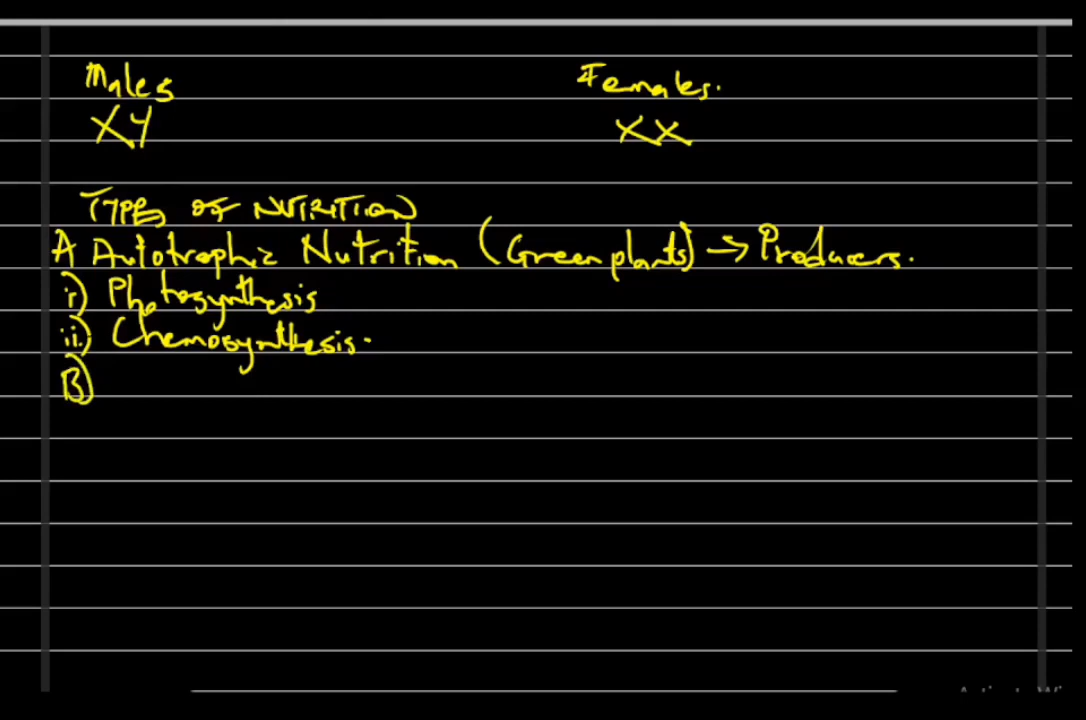 Males Females.
XY XX
TYPES OF NUTRITION
A Autotrophic Nutrition (Green plants) → Producers.
i) Photosynthesis
ii) Chemosynthesis.
B)